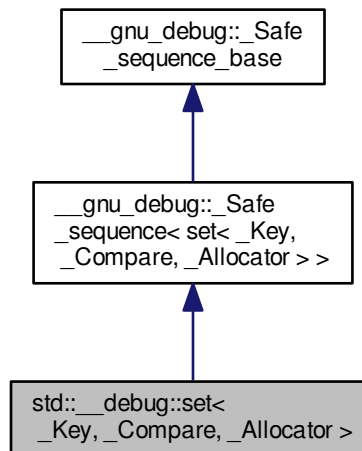 __gnu_debug::_Safe
_sequence_base
__gnu_debug::_Safe
_sequence< set< _Key,
_Compare, _Allocator > >
std::__debug::set<
_Key, _Compare, _Allocator >